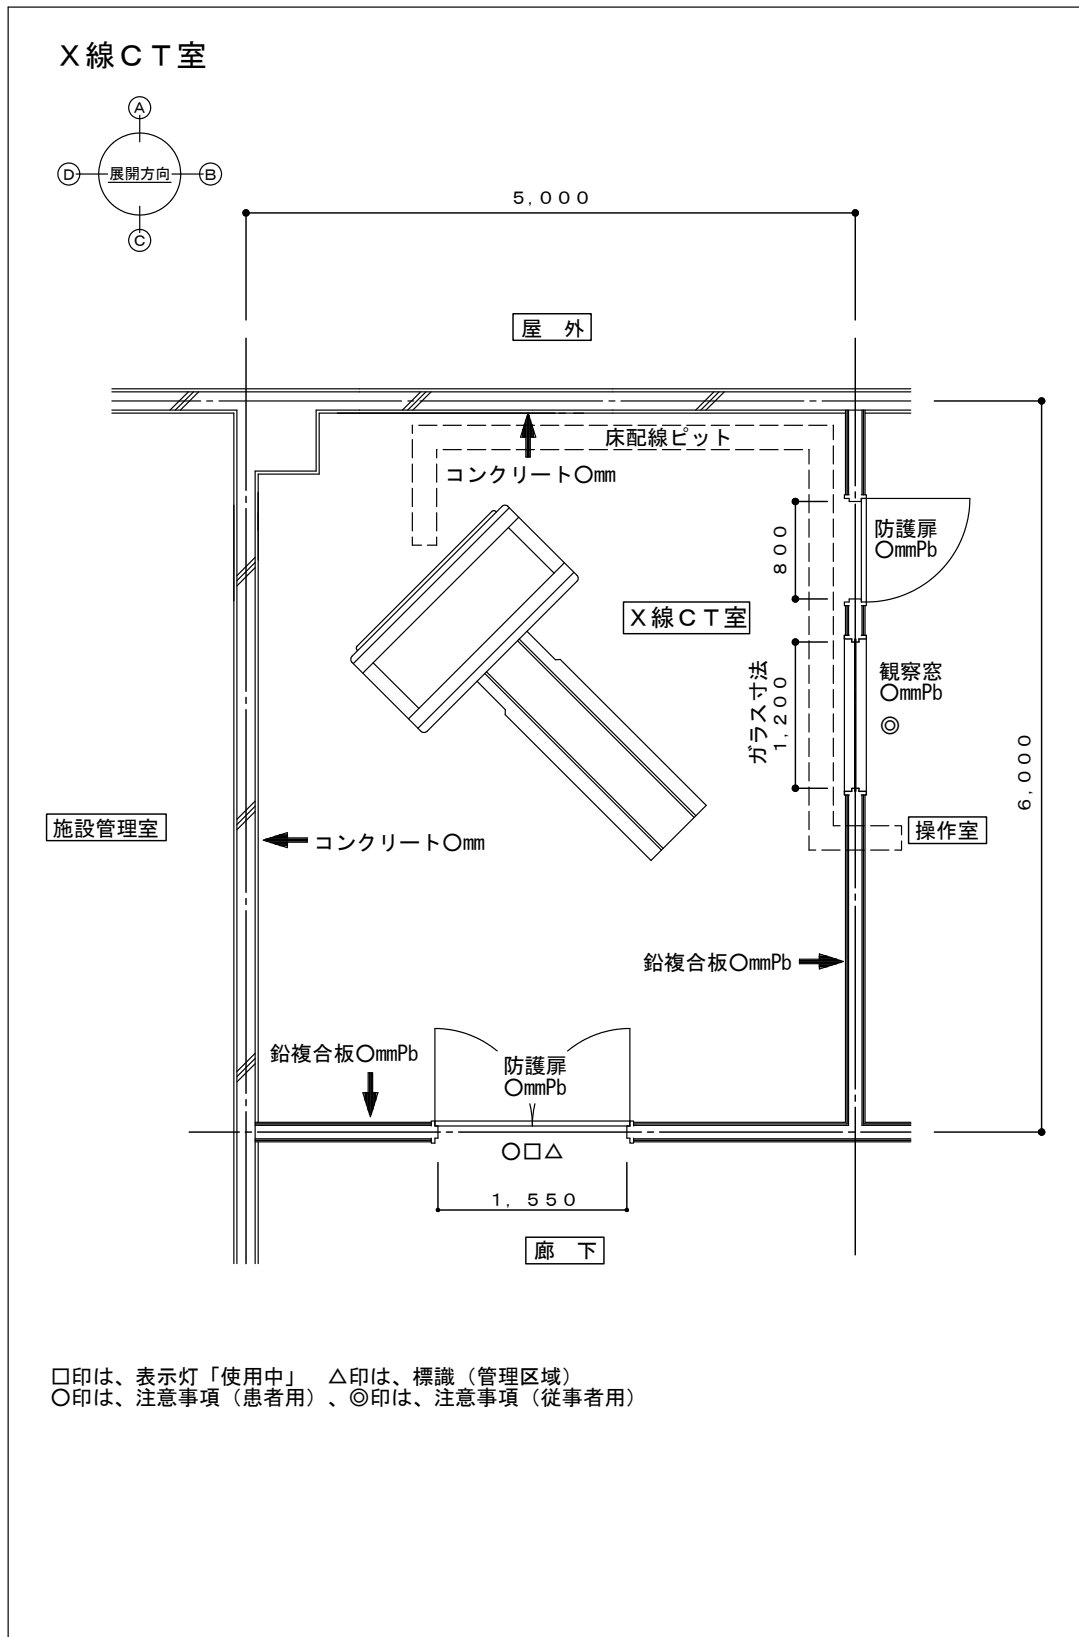 X線CT室
A
D
展開方向
B
C
5,000
屋 外
床配線ピット
コンクリート○mm
800
防護扉
○mmPb
X線CT室
ガラス寸法
1,200
観察窓
○mmPb
◎
6,000
施設管理室
コンクリート○mm
操作室
鉛複合板○mmPb
鉛複合板○mmPb
防護扉
○mmPb
○□△
1,550
廊 下
□印は、表示灯「使用中」 △印は、標識（管理区域）
○印は、注意事項（患者用）、◎印は、注意事項（従事者用）